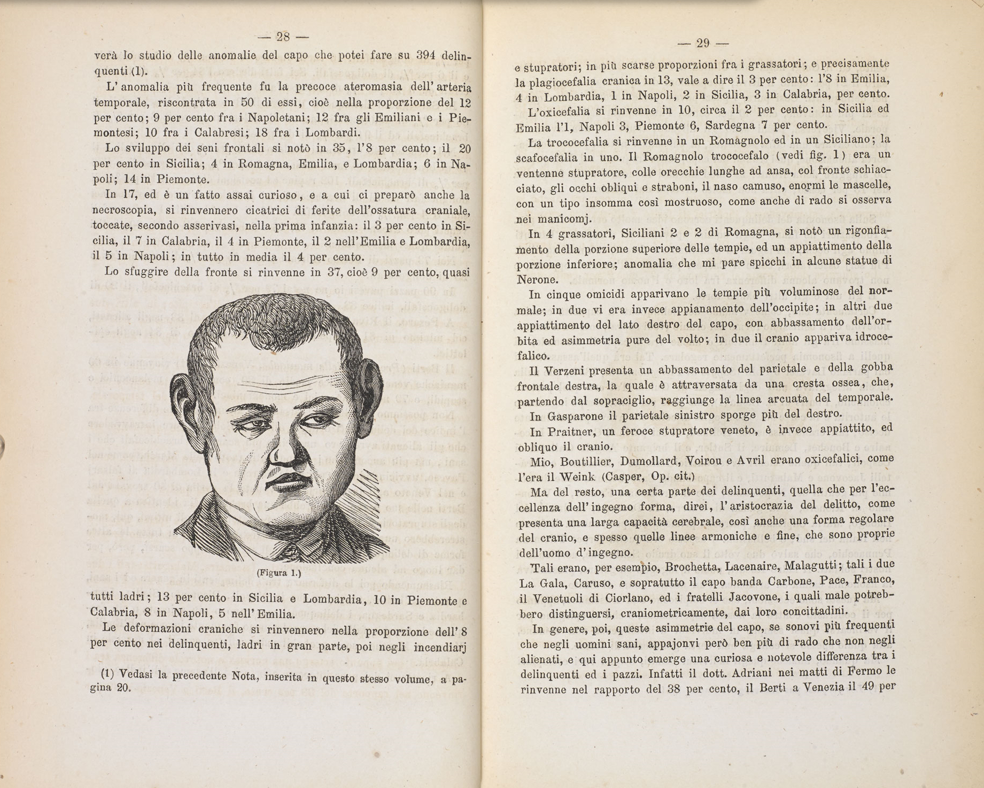 — 28 —
verà lo studio delle anomalie del capo che potei fare su 394 delin-
quenti (1).
L'anomalia più frequente fu la precoce ateromasia dell'arteria
temporale, riscontrata in 50 di essi, cioè nella proporzione del 12
per cento; 9 per cento fra i Napoletani; 12 fra gli Emiliani e i Pie-
montesi; 10 fra i Calabresi; 18 fra i Lombardi.
Lo sviluppo dei seni frontali si notò in 35, l'8 per cento; il 20
per cento in Sicilia; 4 in Romagna, Emilia, e Lombardia; 6 in Na-
poli; 14 in Piemonte.
In 17, ed è un fatto assai curioso, e a cui ci preparò anche la
necroscopia, si rinvennero cicatrici di ferite dell'ossatura craniale,
toccate, secondo asserivasi, nella prima infanzia: il 3 per cento in Si-
cilia, il 7 in Calabria, il 4 in Piemonte, il 2 nell'Emilia e Lombardia,
il 5 in Napoli; in tutto in media il 4 per cento.
Lo sfuggire della fronte si rinvenne in 37, cioè 9 per cento, quasi
(Figura 1.)
tutti ladri; 13 per cento in Sicilia e Lombardia, 10 in Piemonte e
Calabria, 8 in Napoli, 5 nell'Emilia.
Le deformazioni craniche si rinvennero nella proporzione dell'8
per cento nei delinquenti, ladri in gran parte, poi negli incendiarj
(1) Vedasi la precedente Nota, inserita in questo stesso volume, a pa-
gina 20.
— 29 —
e stupratori; in più scarse proporzioni fra i grassatori; e precisamente
la plagiocefalia cranica in 13, vale a dire il 3 per cento: l'8 in Emilia,
4 in Lombardia, 1 in Napoli, 2 in Sicilia, 3 in Calabria, per cento.
L'oxicefalia si rinvenne in 10, circa il 2 per cento: in Sicilia ed
Emilia l'1, Napoli 3, Piemonte 6, Sardegna 7 per cento.
La trococefalia si rinvenne in un Romagnolo ed in un Siciliano; la
scafocefalia in uno. Il Romagnolo trococefalo (vedi fig. 1) era un
ventenne stupratore, colle orecchie lunghe ad ansa, col fronte schiac-
ciato, gli occhi obliqui e straboni, il naso camuso, enormi le mascelle,
con un tipo insomma così mostruoso, come anche di rado si osserva
nei manicomj.
In 4 grassatori, Siciliani 2 e 2 di Romagna, si notò un rigonfia-
mento della porzione superiore delle tempie, ed un appiattimento della
porzione inferiore; anomalia che mi pare spicchi in alcune statue di
Nerone.
In cinque omicidi apparivano le tempie più voluminose del nor-
male; in due vi era invece appianamento dell'occipite; in altri due
appiattimento del lato destro del capo, con abbassamento dell'or-
bita ed asimmetria pure del volto; in due il cranio appariva idroce-
falico.
Il Verzeni presenta un abbassamento del parietale e della gobba
frontale destra, la quale è attraversata da una cresta ossea, che,
partendo dal sopraciglio, raggiunge la linea arcuata del temporale.
In Gasparone il parietale sinistro sporge più del destro.
In Praitner, un feroce stupratore veneto, è invece appiattito, ed
obliquo il cranio.
Mio, Boutillier, Dumollard, Voirou e Avril erano oxicefalici, come
l'era il Weink (Casper, Op. cit.)
Ma del resto, una certa parte dei delinquenti, quella che per l'ec-
cellenza dell'ingegno forma, direi, l'aristocrazia del delitto, come
presenta una larga capacità cerebrale, così anche una forma regolare
del cranio, e spesso quelle linee armoniche e fine, che sono proprie
dell'uomo d'ingegno.
Tali erano, per esempio, Brochetta, Lacenaire, Malagutti; tali i due
La Gala, Caruso, e sopratutto il capo banda Carbone, Pace, Franco,
il Venetuoli di Ciorlano, ed i fratelli Jacovone, i quali male potreb-
bero distinguersi, craniometricamente, dai loro concittadini.
In genere, poi, queste asimmetrie del capo, se sonovi più frequenti
che negli uomini sani, appajonvi però ben più di rado che non negli
alienati, e qui appunto emerge una curiosa e notevole differenza tra i
delinquenti ed i pazzi. Infatti il dott. Adriani nei matti di Fermo le
rinvenne nel rapporto del 38 per cento, il Berti a Venezia il 49 per